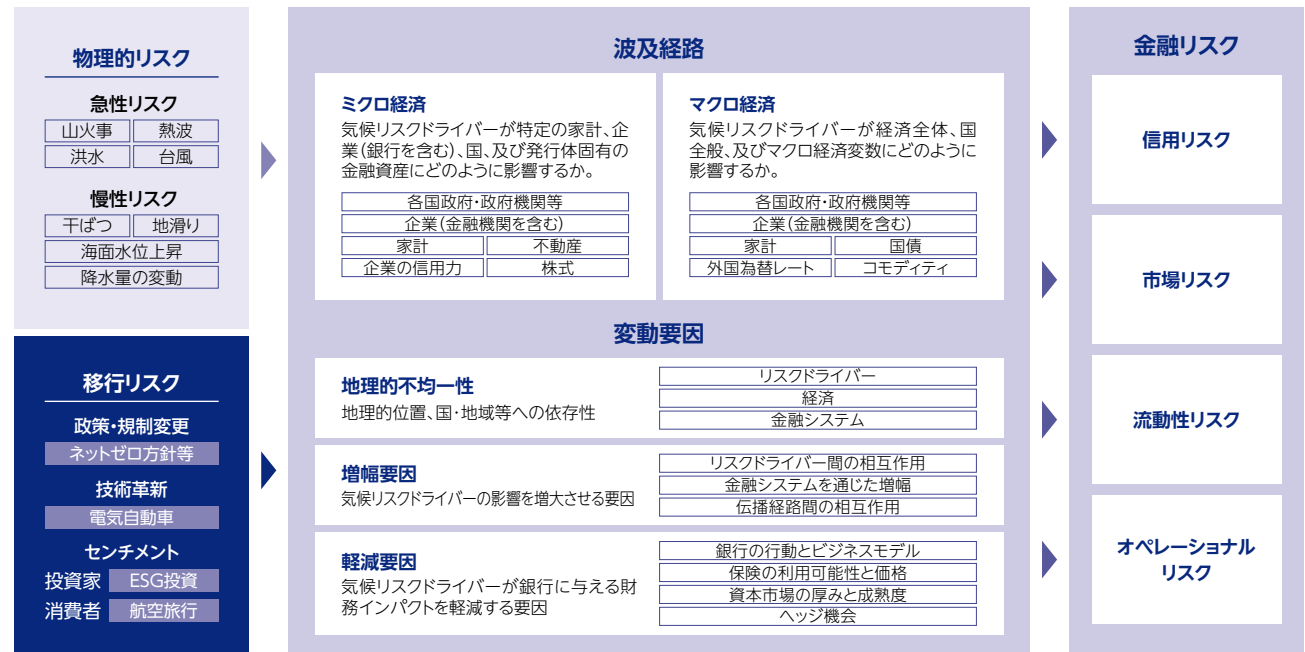 物理的リスク
急性リスク
山火事 熱波
洪水 台風
慢性リスク
干ばつ 地滑り
海面水位上昇
降水量の変動
移行リスク
政策・規制変更
ネットゼロ方針等
技術革新
電気自動車
センチメント
投資家 ESG投資
消費者 航空旅行
波及経路
ミクロ経済
気候リスクドライバーが特定の家計、企
業(銀行を含む)、国、及び発行体固有の
金融資産にどのように影響するか。
各国政府・政府機関等
企業(金融機関を含む)
家計 不動産
企業の信用力 株式
マクロ経済
気候リスクドライバーが経済全体、国
全般、及びマクロ経済変数にどのように
影響するか。
各国政府・政府機関等
企業(金融機関を含む)
家計 国債
外国為替レート コモディティ
変動要因
地理的不均一性
地理的位置、国・地域等への依存性
リスクドライバー
経済
金融システム
増幅要因
気候リスクドライバーの影響を増大させる要因
リスクドライバー間の相互作用
金融システムを通じた増幅
伝播経路間の相互作用
軽減要因
気候リスクドライバーが銀行に与える財
務インパクトを軽減する要因
銀行の行動とビジネスモデル
保険の利用可能性と価格
資本市場の厚みと成熟度
ヘッジ機会
金融リスク
信用リスク
市場リスク
流動性リスク
オペレーショナル
リスク